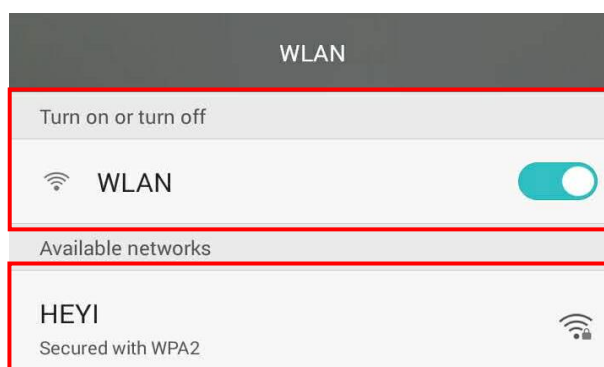 WLAN
Turn on or turn off
WLAN
Available networks
HEYI
Secured with WPA2